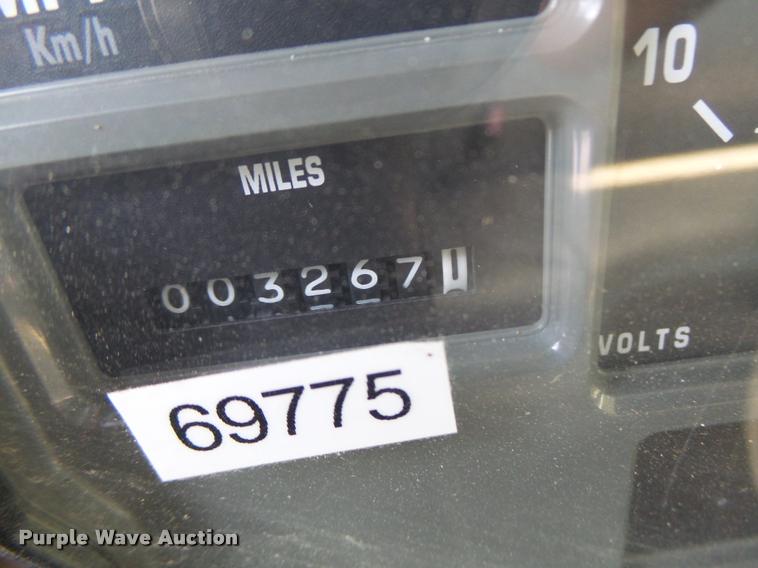 Km/h
10
MILES
0032671
VOLTS
69775
Purple Wave Auction